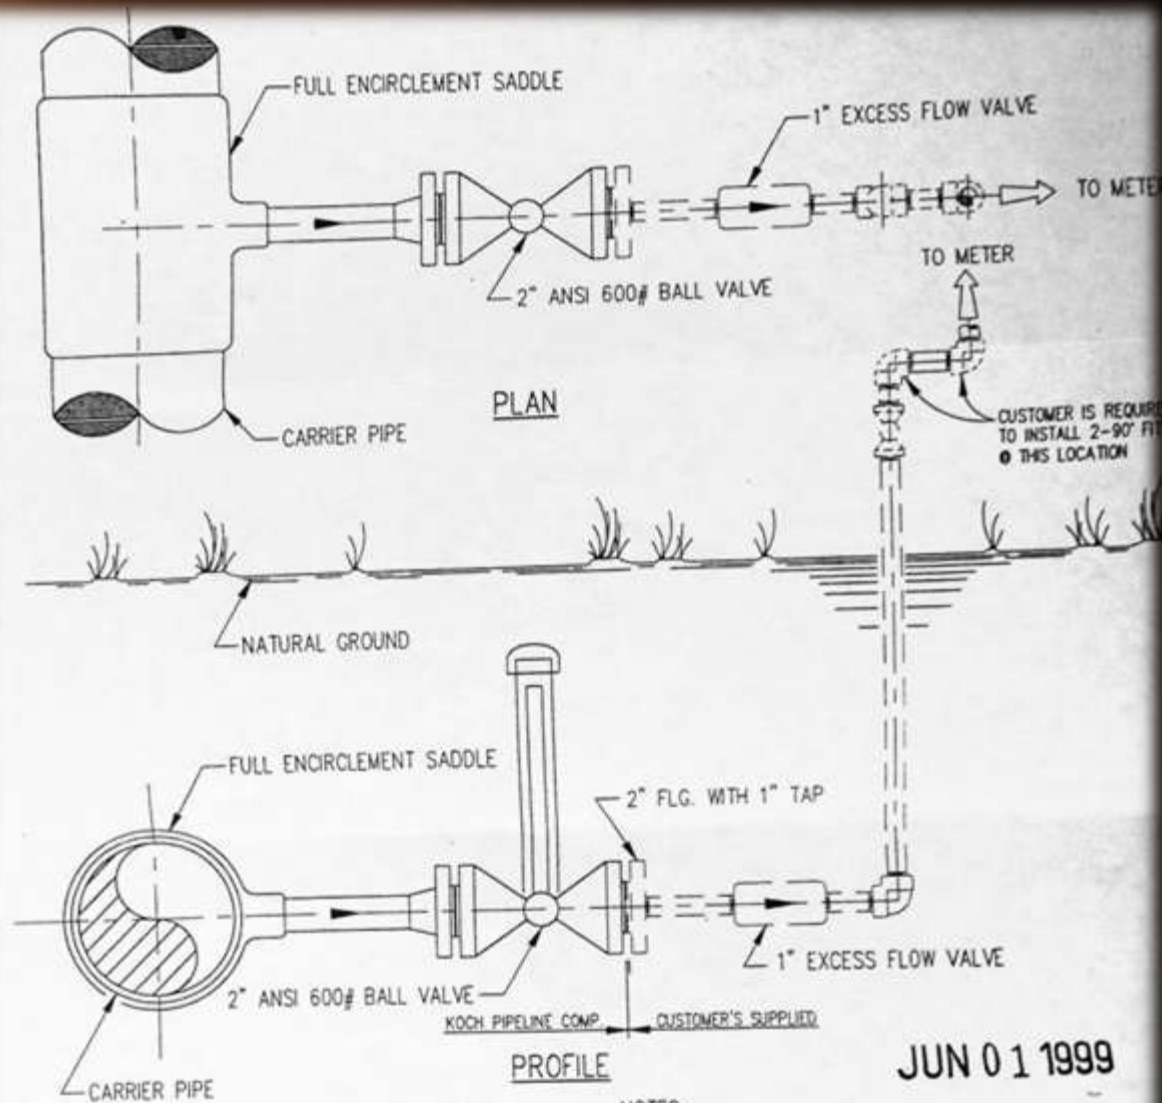 FULL ENCIRCLEMENT SADDLE
1" EXCESS FLOW VALVE
TO METER
TO METER
2" ANSI 600# BALL VALVE
PLAN
CARRIER PIPE
CUSTOMER IS REQUIRE
TO INSTALL 2-90° FIT
@ THIS LOCATION
NATURAL GROUND
FULL ENCIRCLEMENT SADDLE
2" FLG. WITH 1" TAP
1" EXCESS FLOW VALVE
2" ANSI 600# BALL VALVE
KOCH PIPELINE COMP. CUSTOMER'S SUPPLIED
PROFILE
JUN 01 1999
CARRIER PIPE